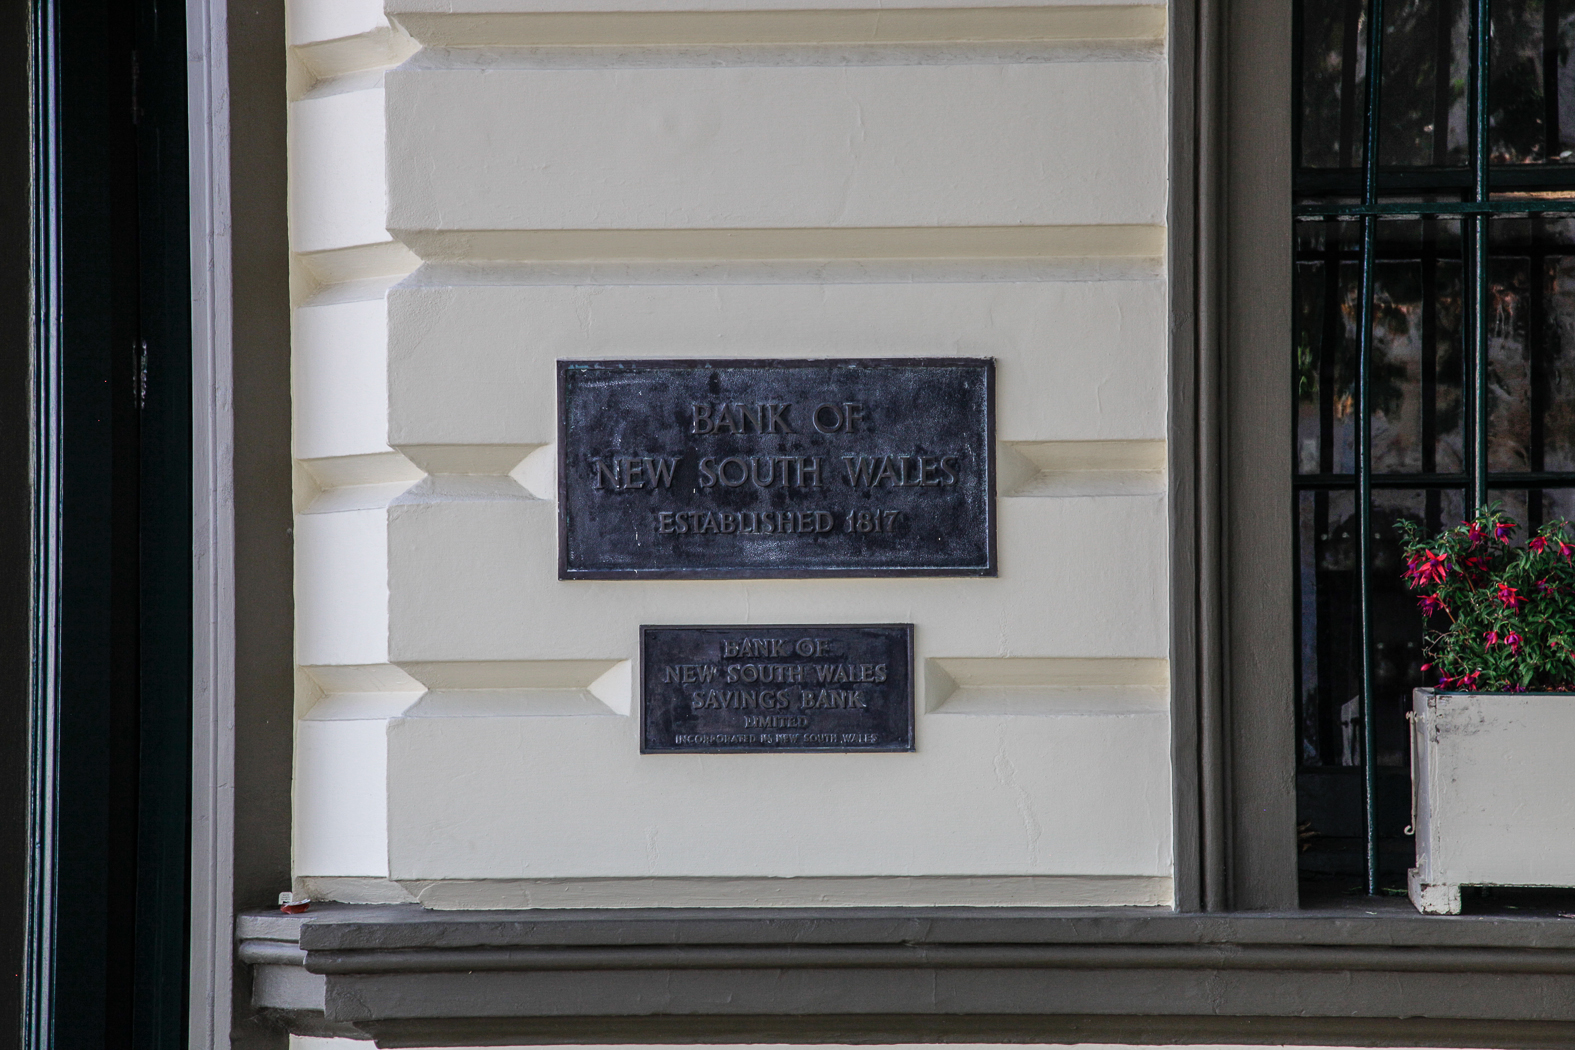 BANK OF
NEW SOUTH WALES
ESTABLISHED 1817
BANK OF
NEW SOUTH WALES
SAVINGS BANK
LIMITED
INCORPORATED IN NEW SOUTH WALES